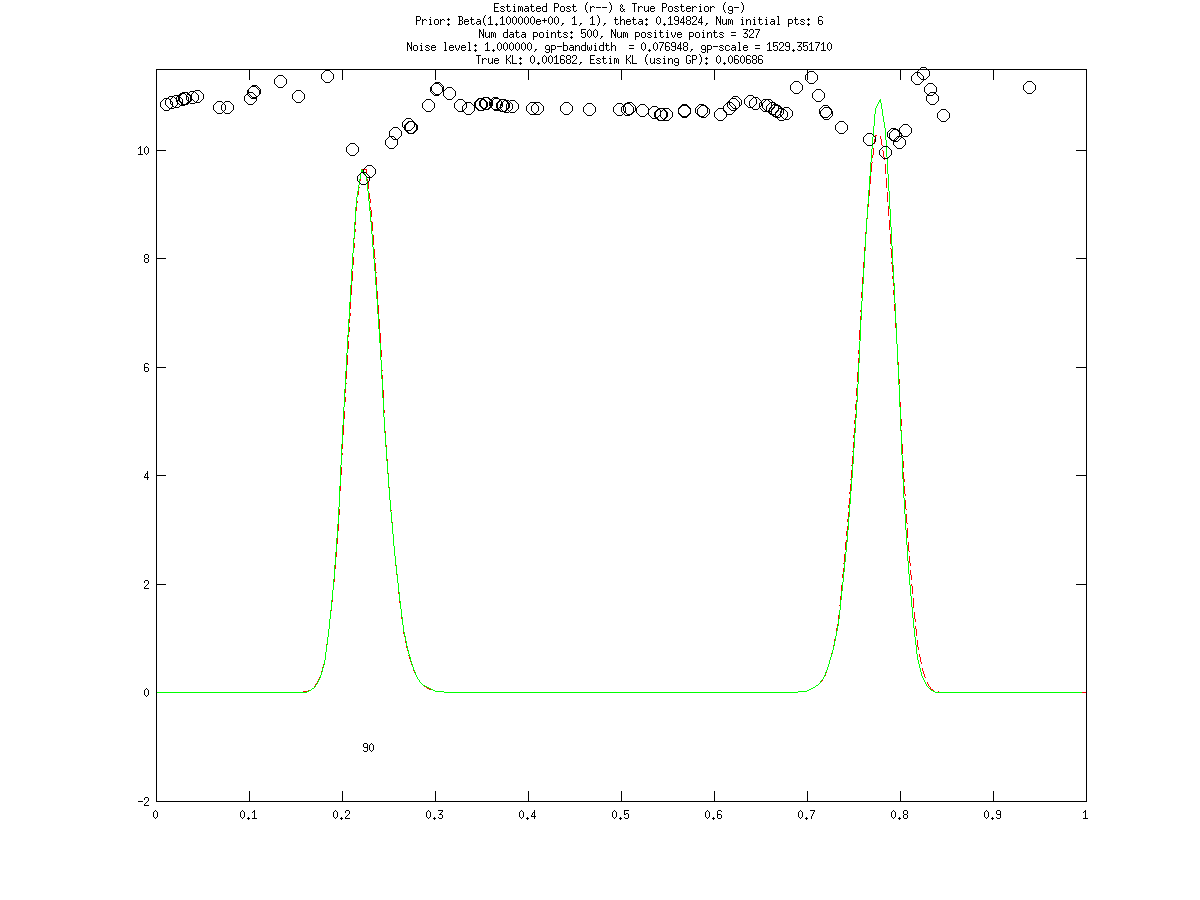 Estimated Post (r--) & True Posterior (g-)
Prior: Beta(1.100000e+00, 1, 1), theta: 0.194824, Num initial pts: 6
Num data points: 500, Num positive points = 327
Noise level: 1.000000, gp-bandwidth  = 0.076948, gp-scale = 1529.351710
True KL: 0.001682, Estim KL (using GP): 0.060686
10
8
6
4
2
0
90
-2
0 0.1 0.2 0.3 0.4 0.5 0.6 0.7 0.8 0.9 1